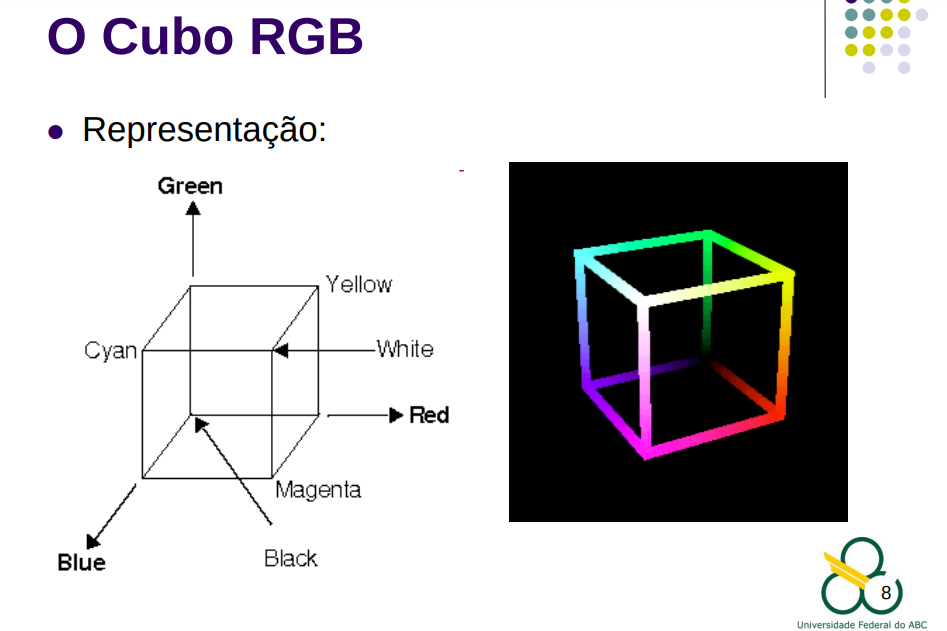 O Cubo RGB
Representação:
Green
Yellow
Cyan
White
Red
Magenta
Blue
Black
8
Universidade Federal do ABC